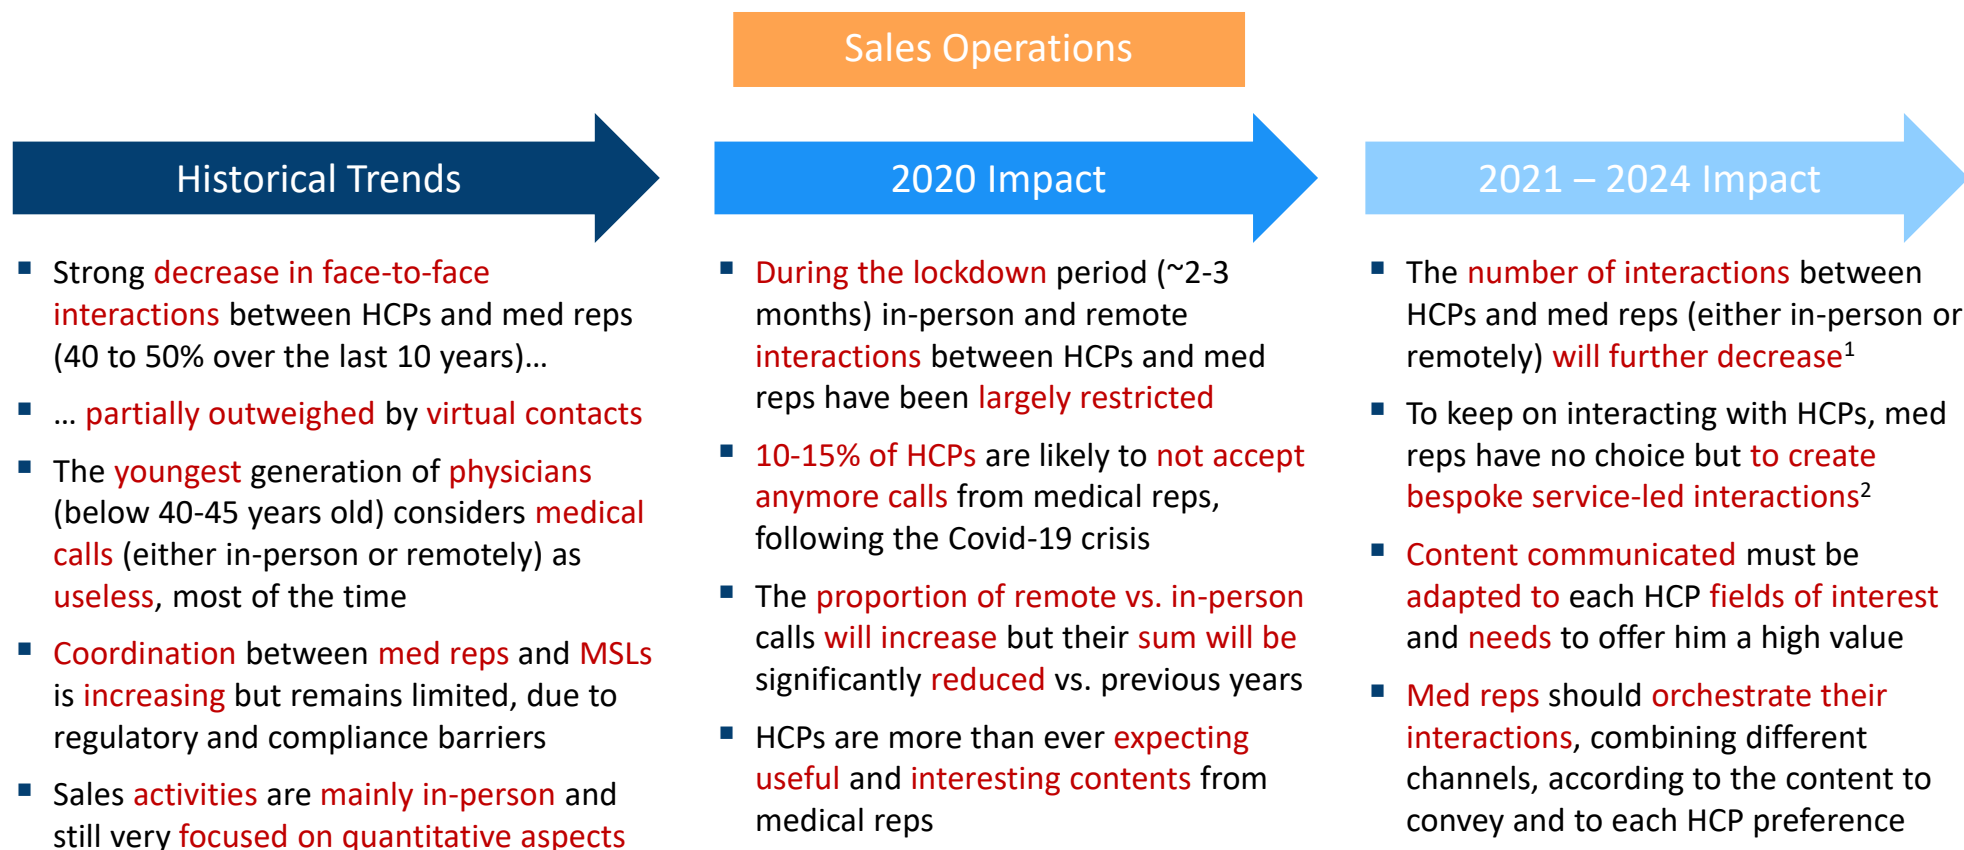 Sales Operations
Historical Trends
▪ Strong decrease in face-to-face
interactions between HCPs and med reps
(40 to 50% over the last 10 years)…
▪ … partially outweighed by virtual contacts
▪ The youngest generation of physicians
(below 40-45 years old) considers medical
calls (either in-person or remotely) as
useless, most of the time
▪ Coordination between med reps and MSLs
is increasing but remains limited, due to
regulatory and compliance barriers
▪ Sales activities are mainly in-person and
still very focused on quantitative aspects
2020 Impact
▪ During the lockdown period (~2-3
months) in-person and remote
interactions between HCPs and med
reps have been largely restricted
▪ 10-15% of HCPs are likely to not accept
anymore calls from medical reps,
following the Covid-19 crisis
▪ The proportion of remote vs. in-person
calls will increase but their sum will be
significantly reduced vs. previous years
▪ HCPs are more than ever expecting
useful and interesting contents from
medical reps
2021 – 2024 Impact
▪ The number of interactions between
HCPs and med reps (either in-person or
remotely) will further decrease¹
▪ To keep on interacting with HCPs, med
reps have no choice but to create
bespoke service-led interactions²
▪ Content communicated must be
adapted to each HCP fields of interest
and needs to offer him a high value
▪ Med reps should orchestrate their
interactions, combining different
channels, according to the content to
convey and to each HCP preference